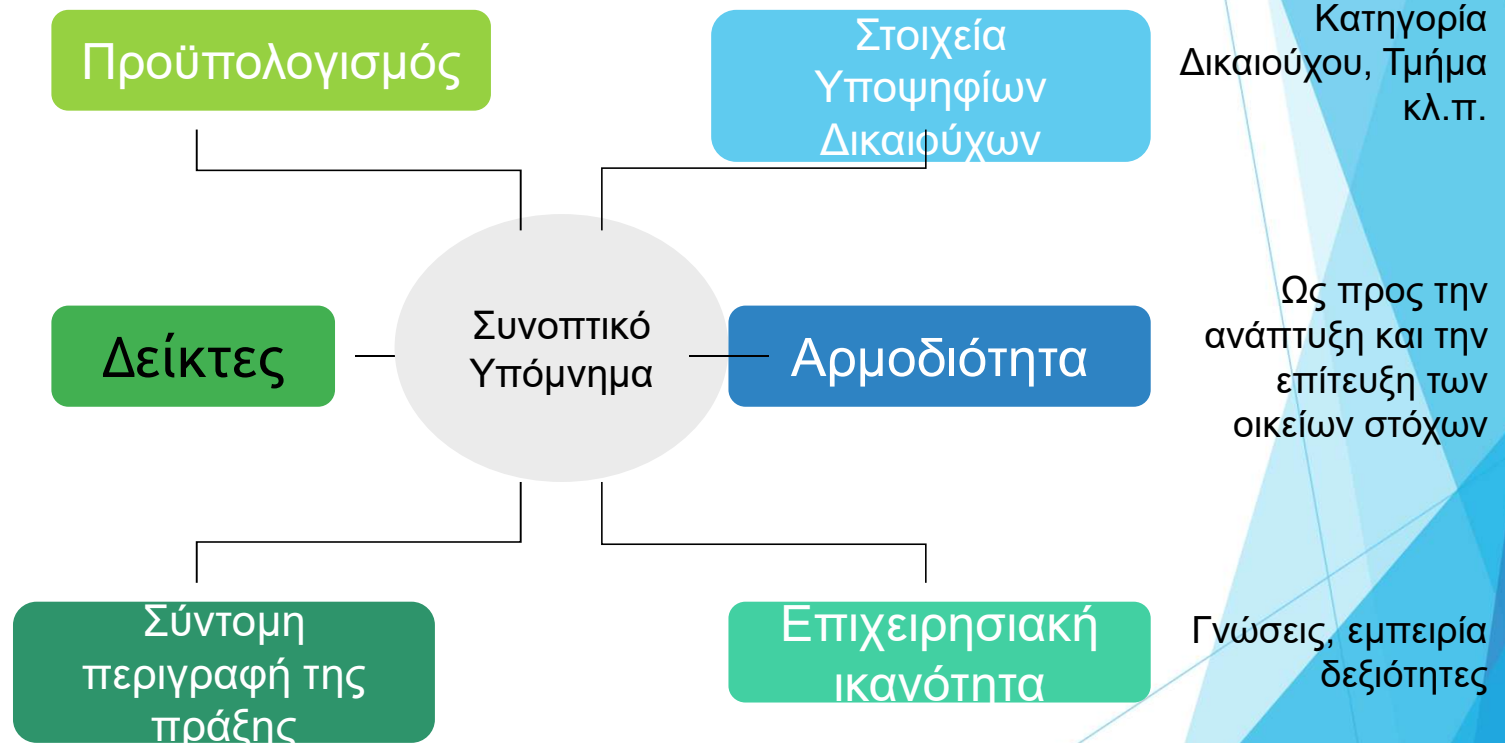 Προϋπολογισμός
Στοιχεία
Υποψηφίων
Δικαιούχων
Κατηγορία
Δικαιούχου, Τμήμα
κλ.π.
Δείκτες
Συνοπτικό
Υπόμνημα
Αρμοδιότητα
Ως προς την
ανάπτυξη και την
επίτευξη των
οικείων στόχων
Σύντομη
περιγραφή της
πράξης
Επιχειρησιακή
ικανότητα
Γνώσεις, εμπειρία
δεξιότητες